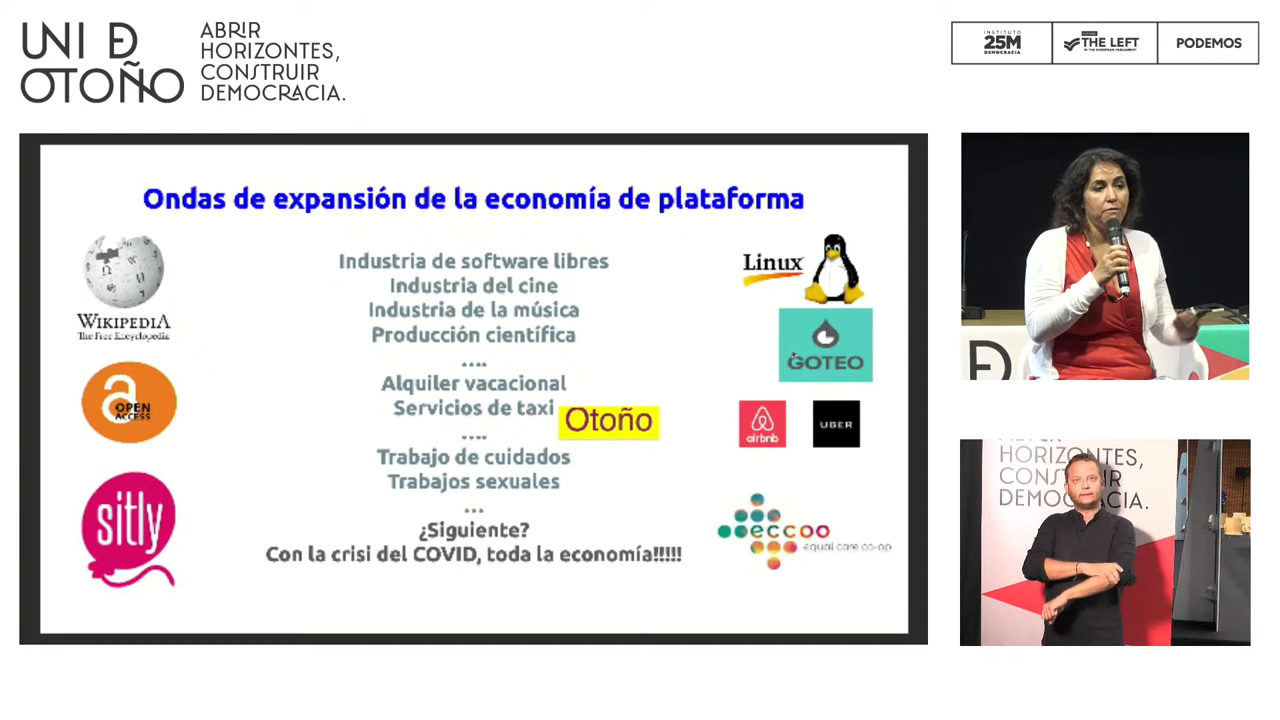 UNI D
OTOÑO
ABRIR
HORIZONTES,
CONSTRUIR
DEMOCRACIA.
INSTITUTO
25M
DEMOCRACIA
THE LEFT
IN THE EUROPEAN PARLIAMENT
PODEMOS
Ondas de expansión de la economía de plataforma
WIKIPEDIA
The Free Encyclopedia
a
OPEN
ACCESS
sitly
Industria de software libres
Industria del cine
Industria de la música
Producción científica
....
Alquiler vacacional
Servicios de taxi
Otoño
....
Trabajo de cuidados
Trabajos sexuales
...
¿Siguiente?
Con la crisi del COVID, toda la economía!!!!!
Linux
GOTEO
airbnb
UBER
eccoo
equal care co-op
HORIZONTES,
CONSTRUIR
DEMOCRACIA.